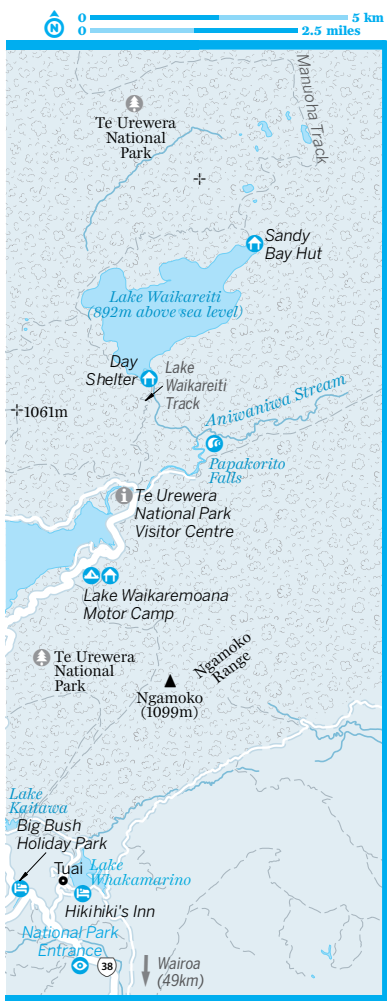 N
0 5 km
0 2.5 miles
Manuoha Track
Te Urewera
National
Park
Sandy
Bay Hut
Lake Waikareiti
(892m above sea level)
Day
Shelter
Lake
Waikareiti
Track
1061m
Aniwaniwa Stream
Papakorito
Falls
Te Urewera
National Park
Visitor Centre
Lake Waikaremoana
Motor Camp
Te Urewera
National
Park
Ngamoko
Range
Ngamoko
(1099m)
Lake
Kaitawa
Big Bush
Holiday Park
Tuai
Lake
Whakamarino
Hikihiki's Inn
National Park
Entrance
38
Wairoa
(49km)